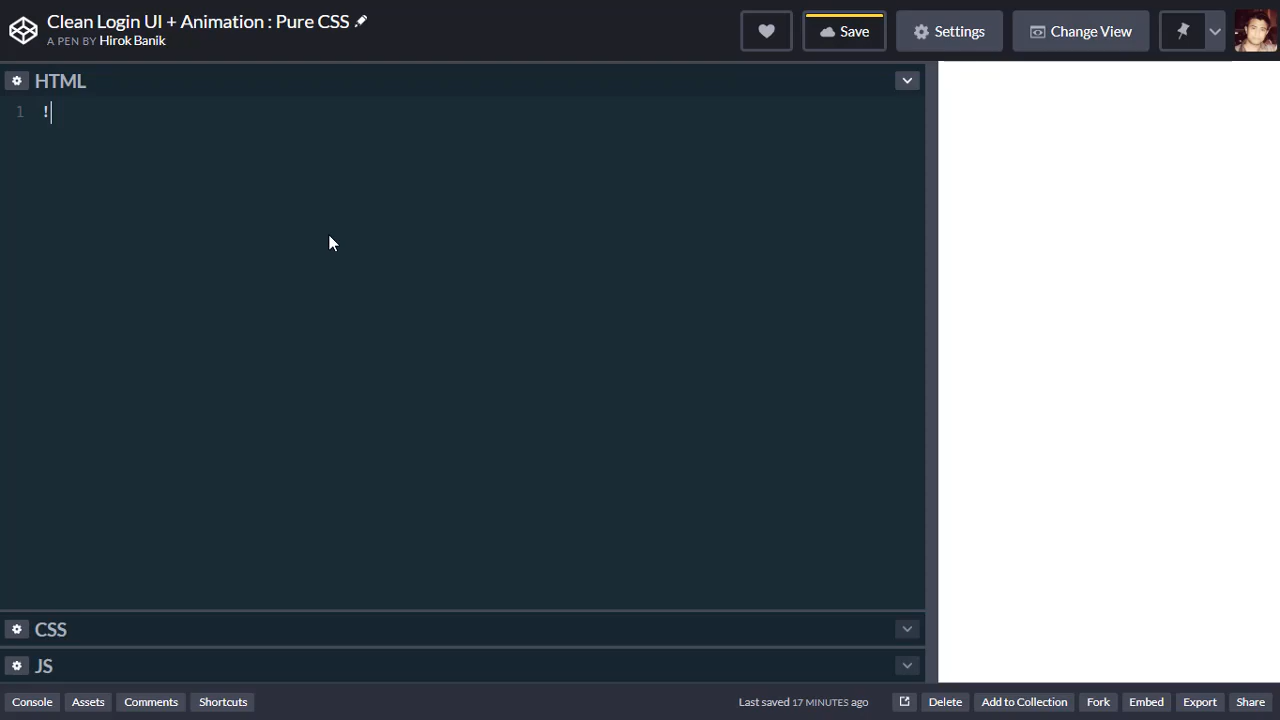 Clean Login UI + Animation : Pure CSS
A PEN BY Hirok Banik
Save
Settings
Change View
HTML
1 !
CSS
JS
Console Assets Comments Shortcuts Last saved 17 MINUTES ago Delete Add to Collection Fork Embed Export Share